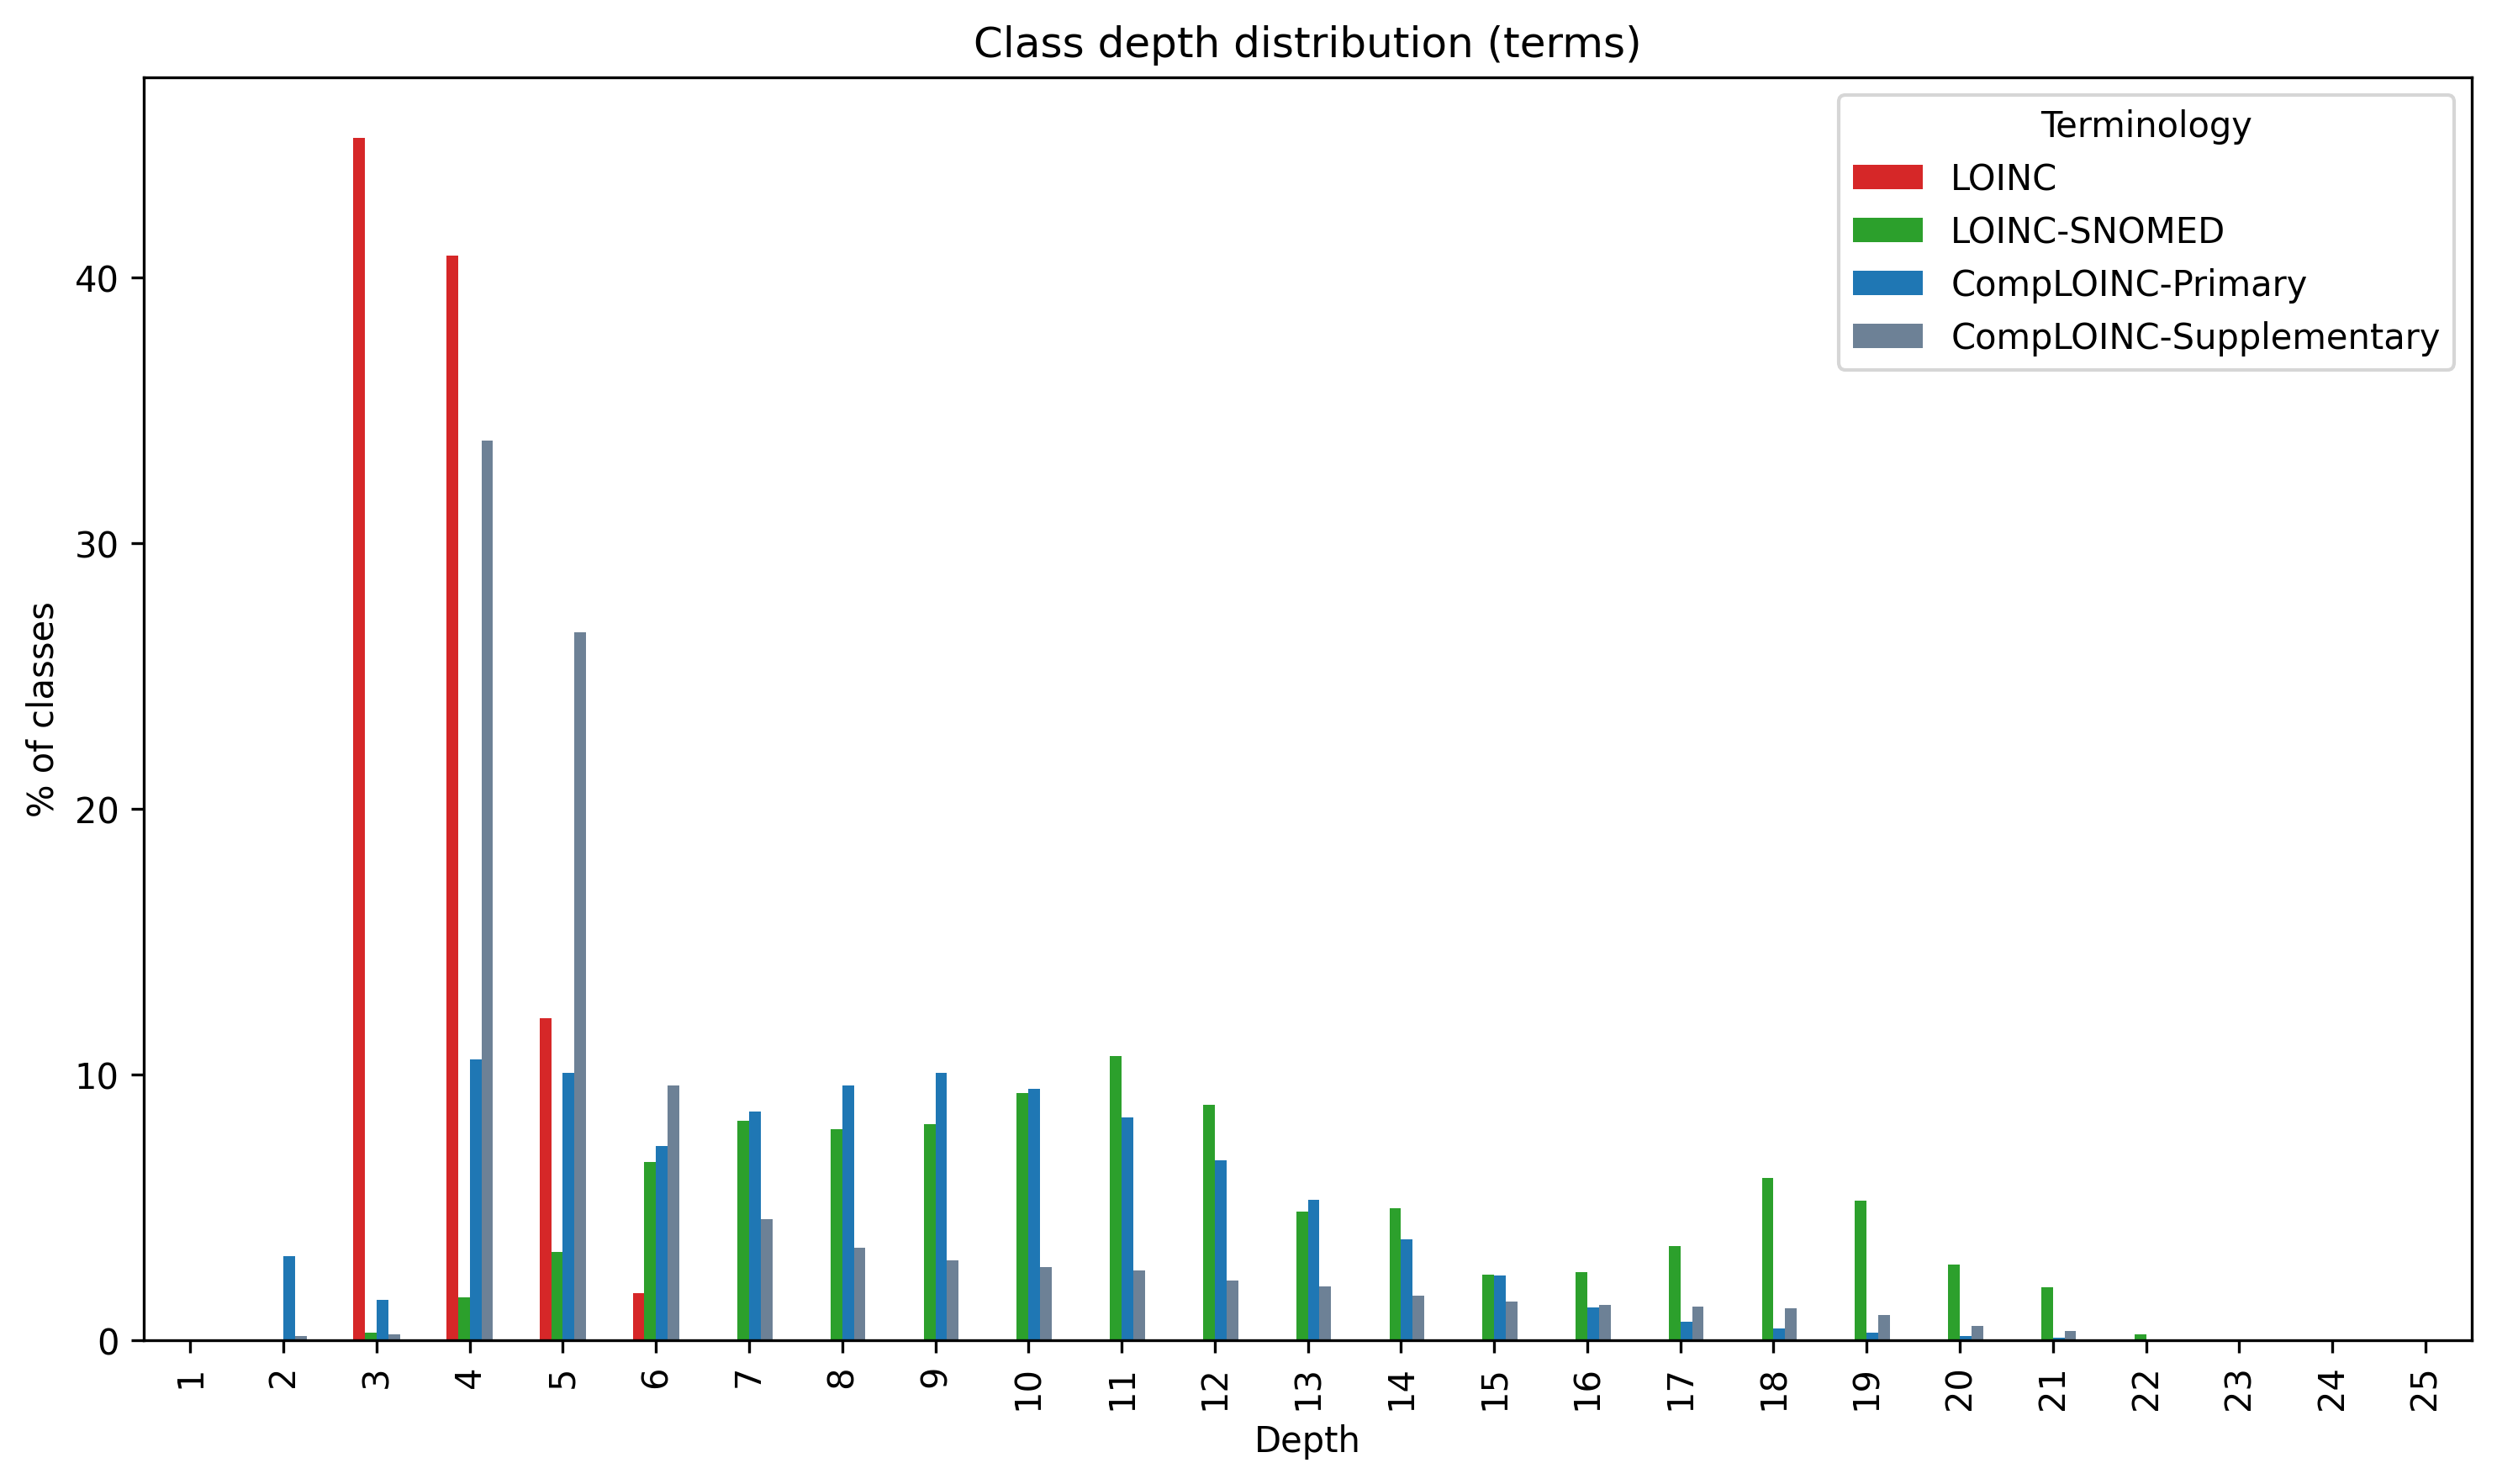 Class depth distribution (terms)
Terminology
LOINC
LOINC-SNOMED
CompLOINC-Primary
CompLOINC-Supplementary
% of classes
40
30
20
10
0
1 2 3 4 5 6 7 8 9 10 11 12 13 14 15 16 17 18 19 20 21 22 23 24 25
Depth